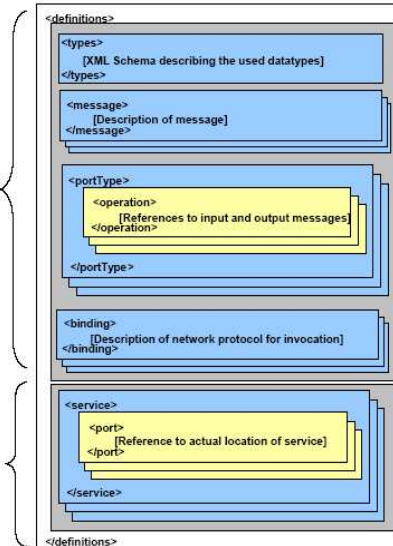 <definitions>
<types>
[XML Schema describing the used datatypes]
</types>
<message>
[Description of message]
</message>
<portType>
<operation>
[References to input and output messages]
</operation>
</portType>
<binding>
[Description of network protocol for invocation]
</binding>
<service>
<port>
[Reference to actual location of service]
</port>
</service>
</definitions>